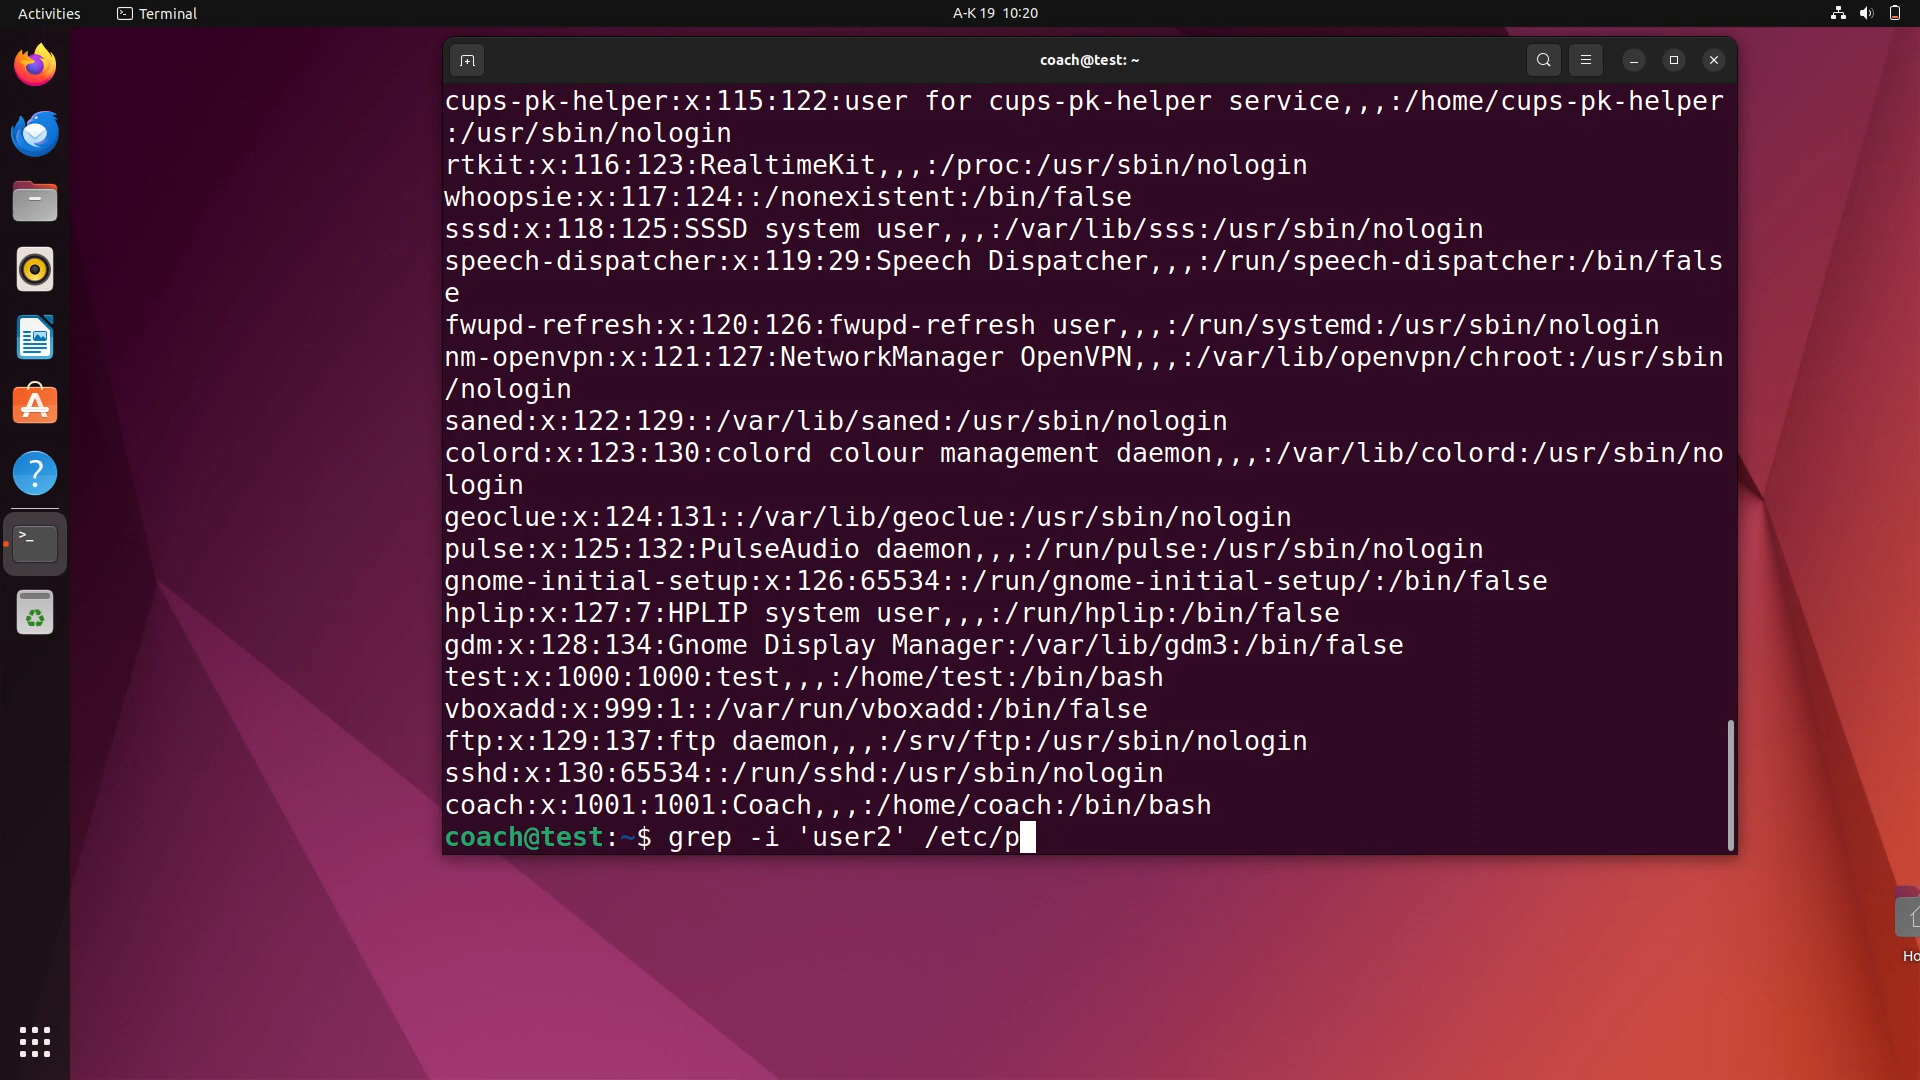 Activities
Terminal
A-K 19 10:20
coach@test: ~
cups-pk-helper:x:115:122:user for cups-pk-helper service,,,:/home/cups-pk-helper
:/usr/sbin/nologin
rtkit:x:116:123:RealtimeKit,,,:/proc:/usr/sbin/nologin
whoopsie:x:117:124::/nonexistent:/bin/false
sssd:x:118:125:SSSD system user,,,:/var/lib/sss:/usr/sbin/nologin
speech-dispatcher:x:119:29:Speech Dispatcher,,,:/run/speech-dispatcher:/bin/fals
e
fwupd-refresh:x:120:126:fwupd-refresh user,,,:/run/systemd:/usr/sbin/nologin
nm-openvpn:x:121:127:NetworkManager OpenVPN,,,:/var/lib/openvpn/chroot:/usr/sbin
/nologin
saned:x:122:129::/var/lib/saned:/usr/sbin/nologin
colord:x:123:130:colord colour management daemon,,,:/var/lib/colord:/usr/sbin/no
login
geoclue:x:124:131::/var/lib/geoclue:/usr/sbin/nologin
pulse:x:125:132:PulseAudio daemon,,,:/run/pulse:/usr/sbin/nologin
gnome-initial-setup:x:126:65534::/run/gnome-initial-setup/:/bin/false
hplip:x:127:7:HPLIP system user,,,:/run/hplip:/bin/false
gdm:x:128:134:Gnome Display Manager:/var/lib/gdm3:/bin/false
test:x:1000:1000:test,,,:/home/test:/bin/bash
vboxadd:x:999:1::/var/run/vboxadd:/bin/false
ftp:x:129:137:ftp daemon,,,:/srv/ftp:/usr/sbin/nologin
sshd:x:130:65534::/run/sshd:/usr/sbin/nologin
coach:x:1001:1001:Coach,,,:/home/coach:/bin/bash
coach@test:~$ grep -i 'user2' /etc/p
Ho